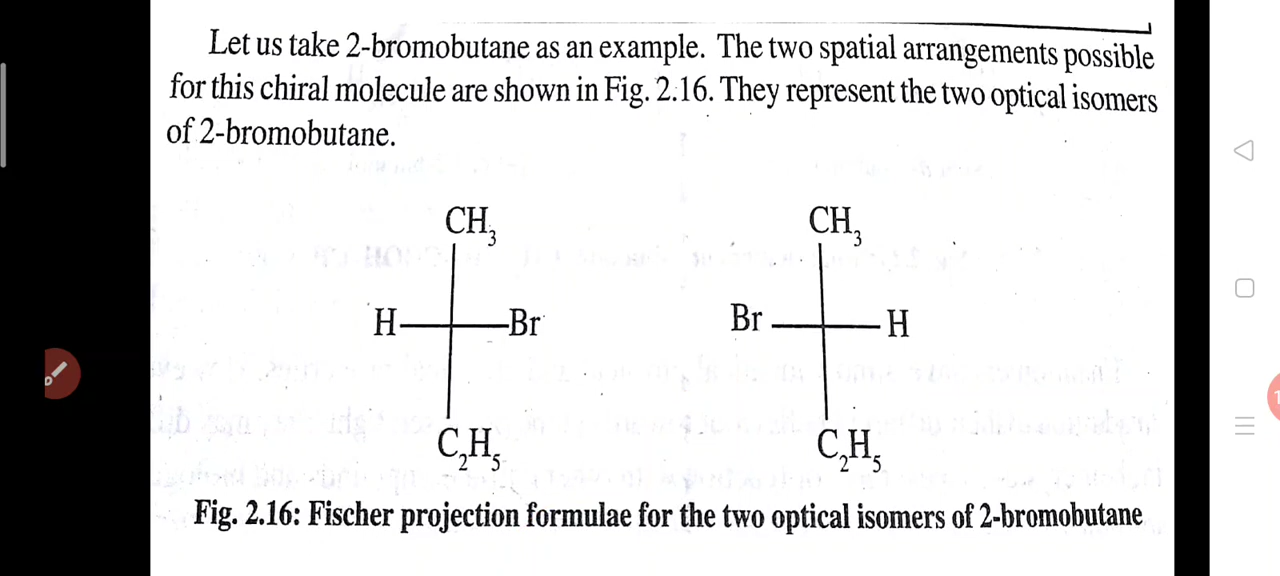 Let us take 2-bromobutane as an example. The two spatial arrangements possible
for this chiral molecule are shown in Fig. 2.16. They represent the two optical isomers
of 2-bromobutane.
CH₃ CH₃
H Br Br H
C₂H₅ C₂H₅
Fig. 2.16: Fischer projection formulae for the two optical isomers of 2-bromobutane